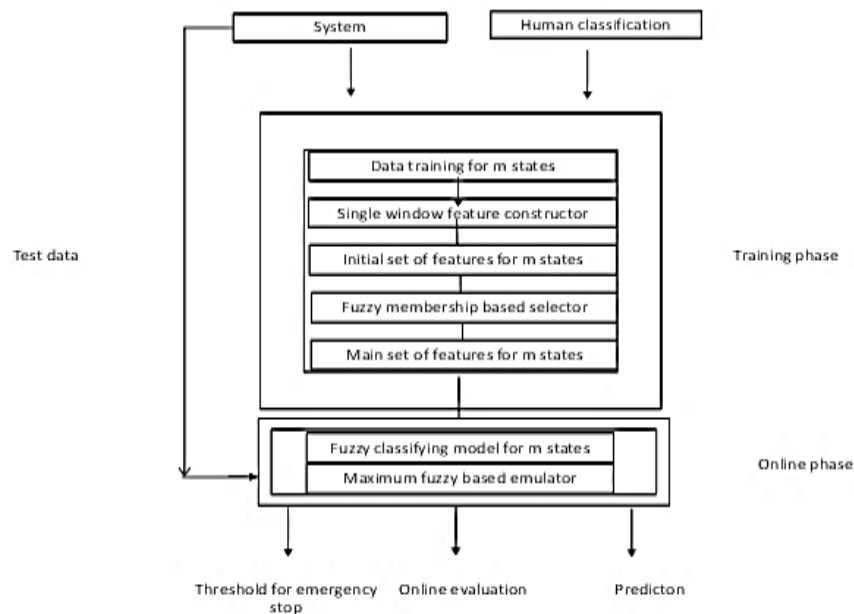 System
Human classification
Data training for m states
Single window feature constructor
Test data
Initial set of features for m states
Training phase
Fuzzy membership based selector
Main set of features for m states
Fuzzy classifying model for m states
Online phase
Maximum fuzzy based emulator
Threshold for emergency
stop
Online evaluation
Predicton